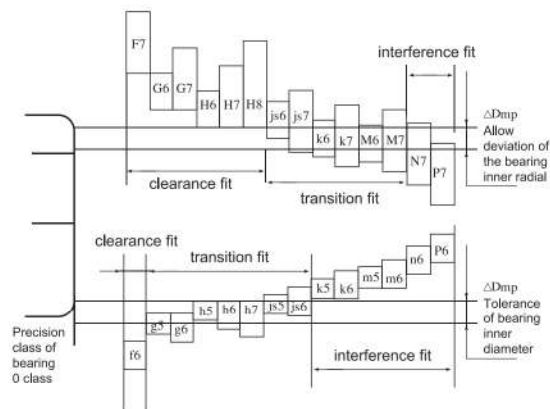 F7
G6
G7
H6
H7
H8
js6
js7
k6
k7
M6
M7
N7
P7
interference fit
△Dmp
Allow
deviation of
the bearing
inner radial
clearance fit
transition fit
clearance fit
transition fit
f6
g5
g6
h5
h6
h7
js5
js6
k5
k6
m5
m6
n6
P6
△Dmp
Tolerance
of bearing
inner
diameter
interference fit
Precision
class of
bearing
0 class